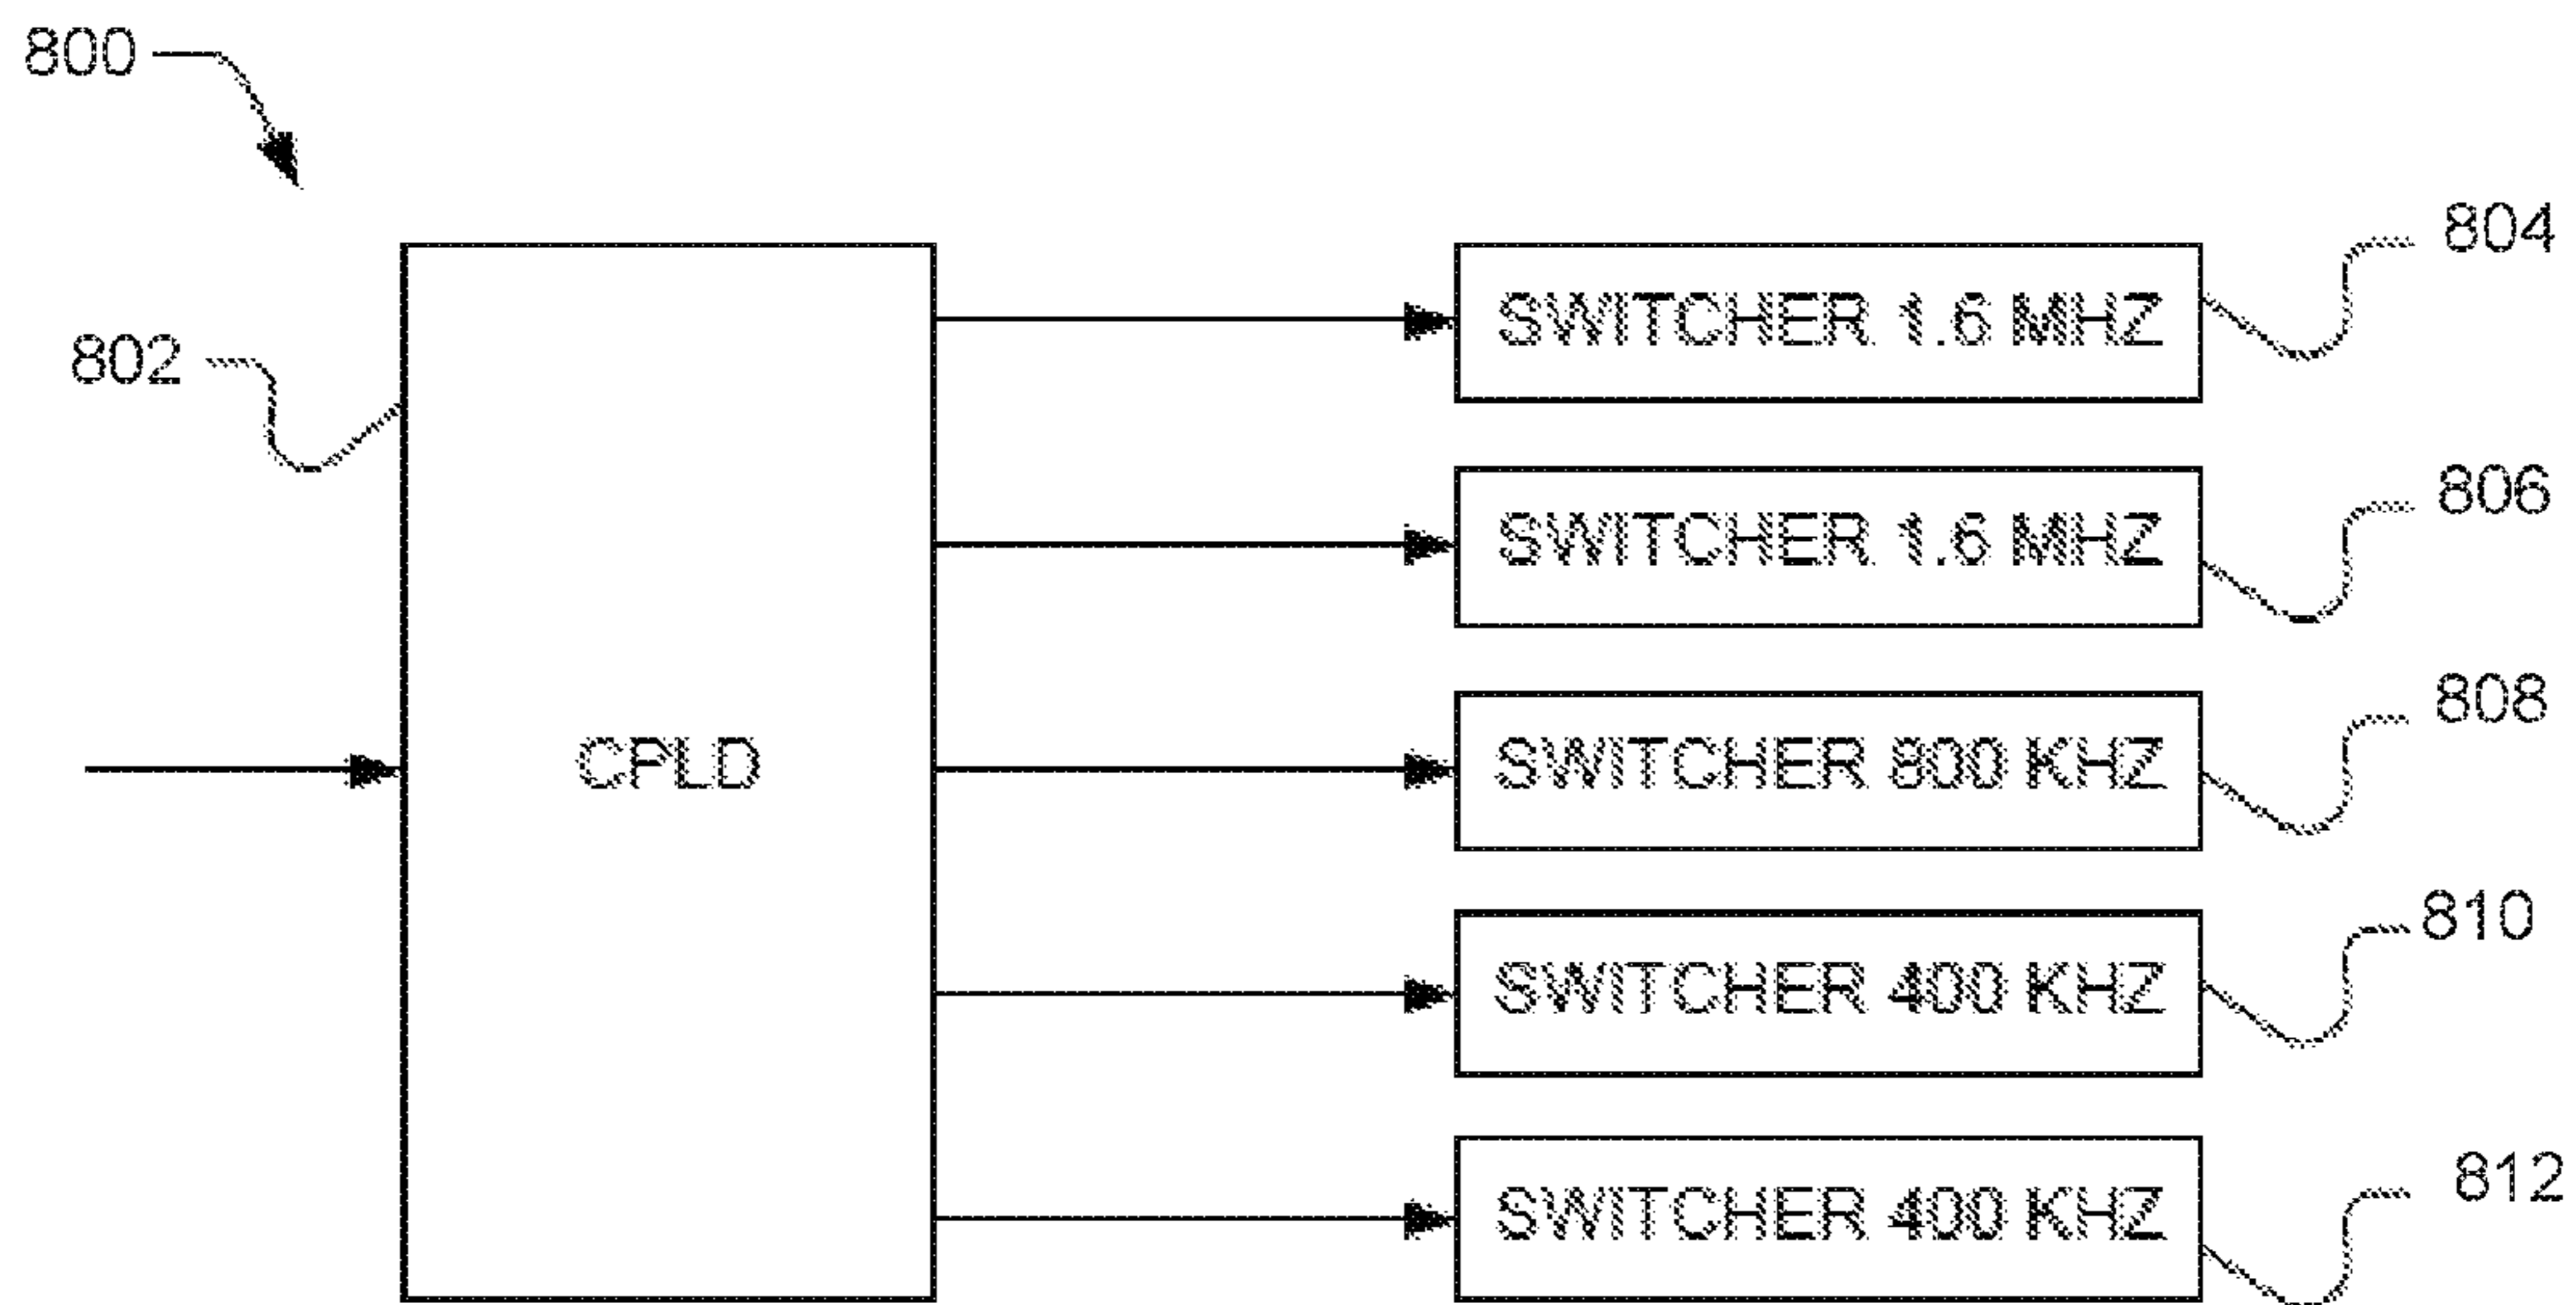 800
804
SWITCHER 1.6 MHZ
802
806
SWITCHER 1.6 MHZ
808
CPLD
SWITCHER 800 KHZ
810
SWITCHER 400 KHZ
812
SWITCHER 400 KHZ